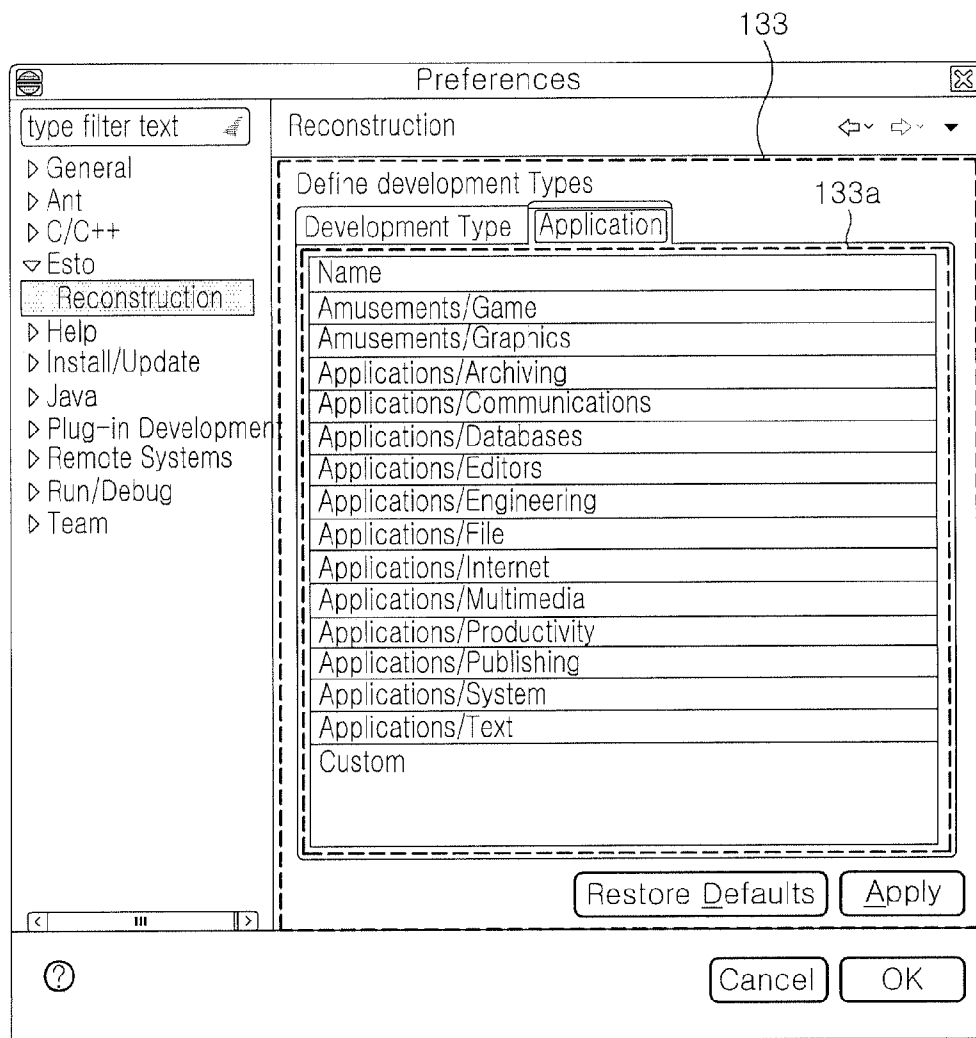 133
Preferences
type filter text
Reconstruction
General
Ant
C/C++
Esto
Reconstruction
Help
Install/Update
Java
Plug-in Developmen
Remote Systems
Run/Debug
Team
Define development Types
133a
Development Type
Application
Name
Amusements/Game
Amusements/Graphics
Applications/Archiving
Applications/Communications
Applications/Databases
Applications/Editors
Applications/Engineering
Applications/File
Applications/Internet
Applications/Multimedia
Applications/Productivity
Applications/Publishing
Applications/System
Applications/Text
Custom
Restore Defaults
Apply
?
Cancel
OK